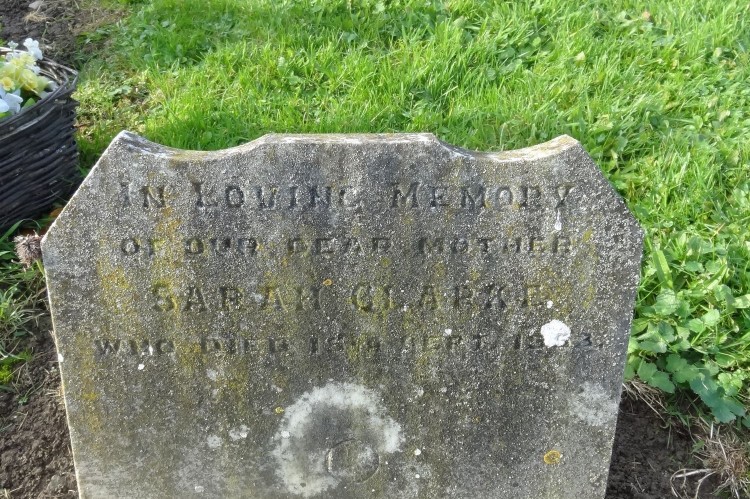 IN LOVING MEMORY
OF OUR DEAR MOTHER
SARAH CLARKE
WHO DIED SEPT.